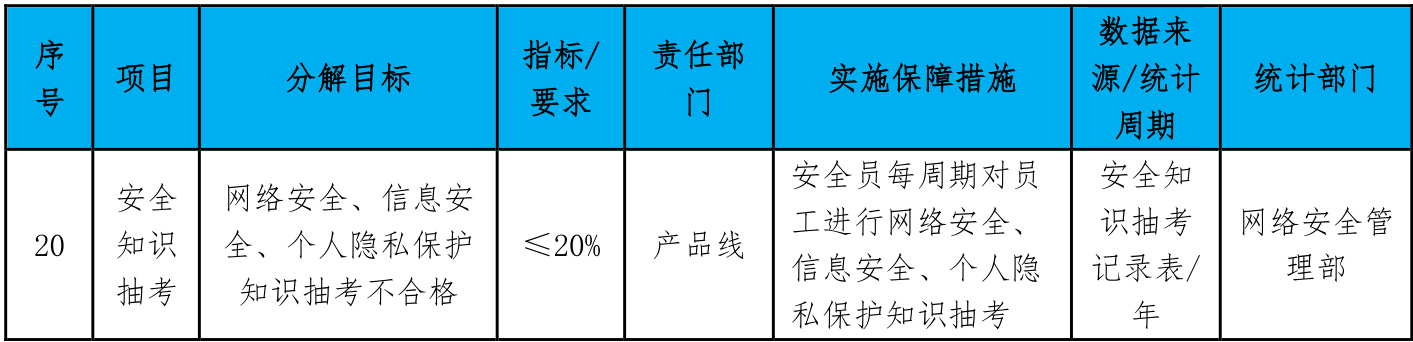 序
号
项目
分解目标
指标/
要求
责任部
门
实施保障措施
数据来
源/统计
周期
统计部门
20
安全
知识
抽考
网络安全、信息安
全、个人隐私保护
知识抽考不合格
≤20%
产品线
安全员每周期对员
工进行网络安全、
信息安全、个人隐
私保护知识抽考
安全知
识抽考
记录表/
年
网络安全管
理部